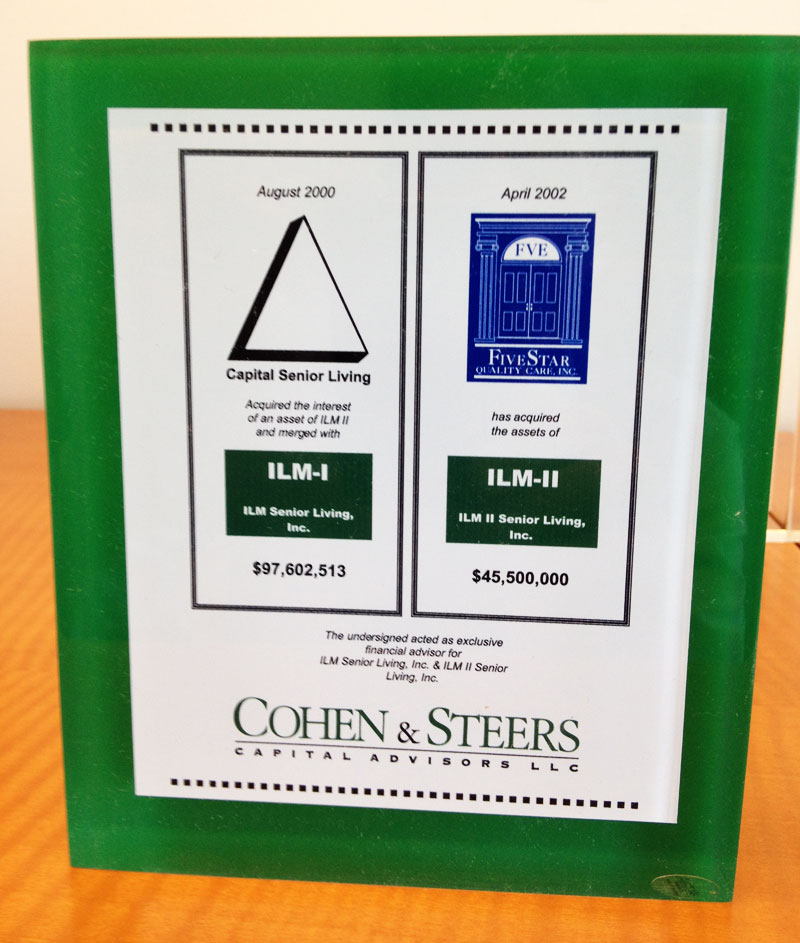 August 2000
Capital Senior Living
Acquired the interest
of an asset of ILM II
and merged with
ILM-I
ILM Senior Living,
Inc.
$97,602,513
April 2002
FVE
FIVESTAR
QUALITY CARE, INC.
has acquired
the assets of
ILM-II
ILM II Senior Living,
Inc.
$45,500,000
The undersigned acted as exclusive
financial advisor for
ILM Senior Living, Inc. & ILM II Senior
Living, Inc.
COHEN & STEERS
CAPITAL ADVISORS LLC